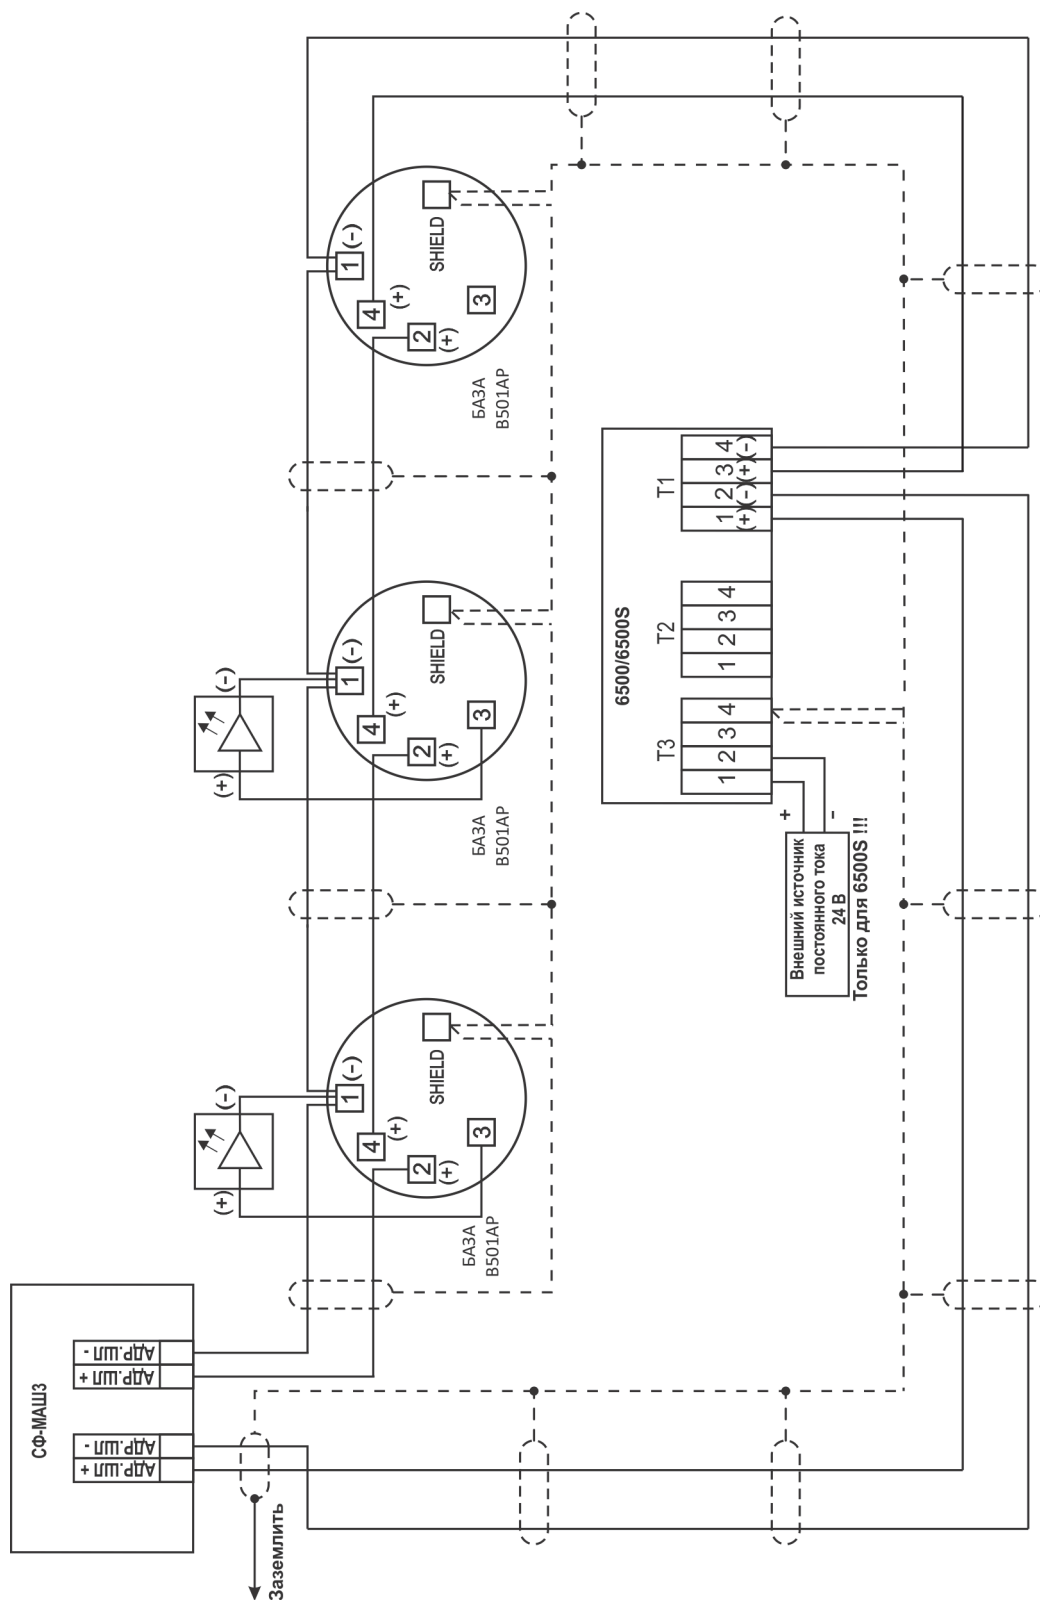 СФ-МАШ3
АДР.ШЛ +
АДР.ШЛ -
АДР.ШЛ +
АДР.ШЛ -
Заземлить
(+)
(-)
1
(-)
4
(+)
2
(+)
3
SHIELD
БАЗА
B501AP
(+)
(-)
1
(-)
4
(+)
2
(+)
3
SHIELD
БАЗА
B501AP
1
(-)
4
(+)
2
(+)
3
SHIELD
БАЗА
B501AP
6500/6500S
T3
1 2 3 4
T2
1 2 3 4
T1
1 2 3 4
(+) (-) (+) (-)
+
-
Внешний источник
постоянного тока
24 В
Только для 6500S !!!